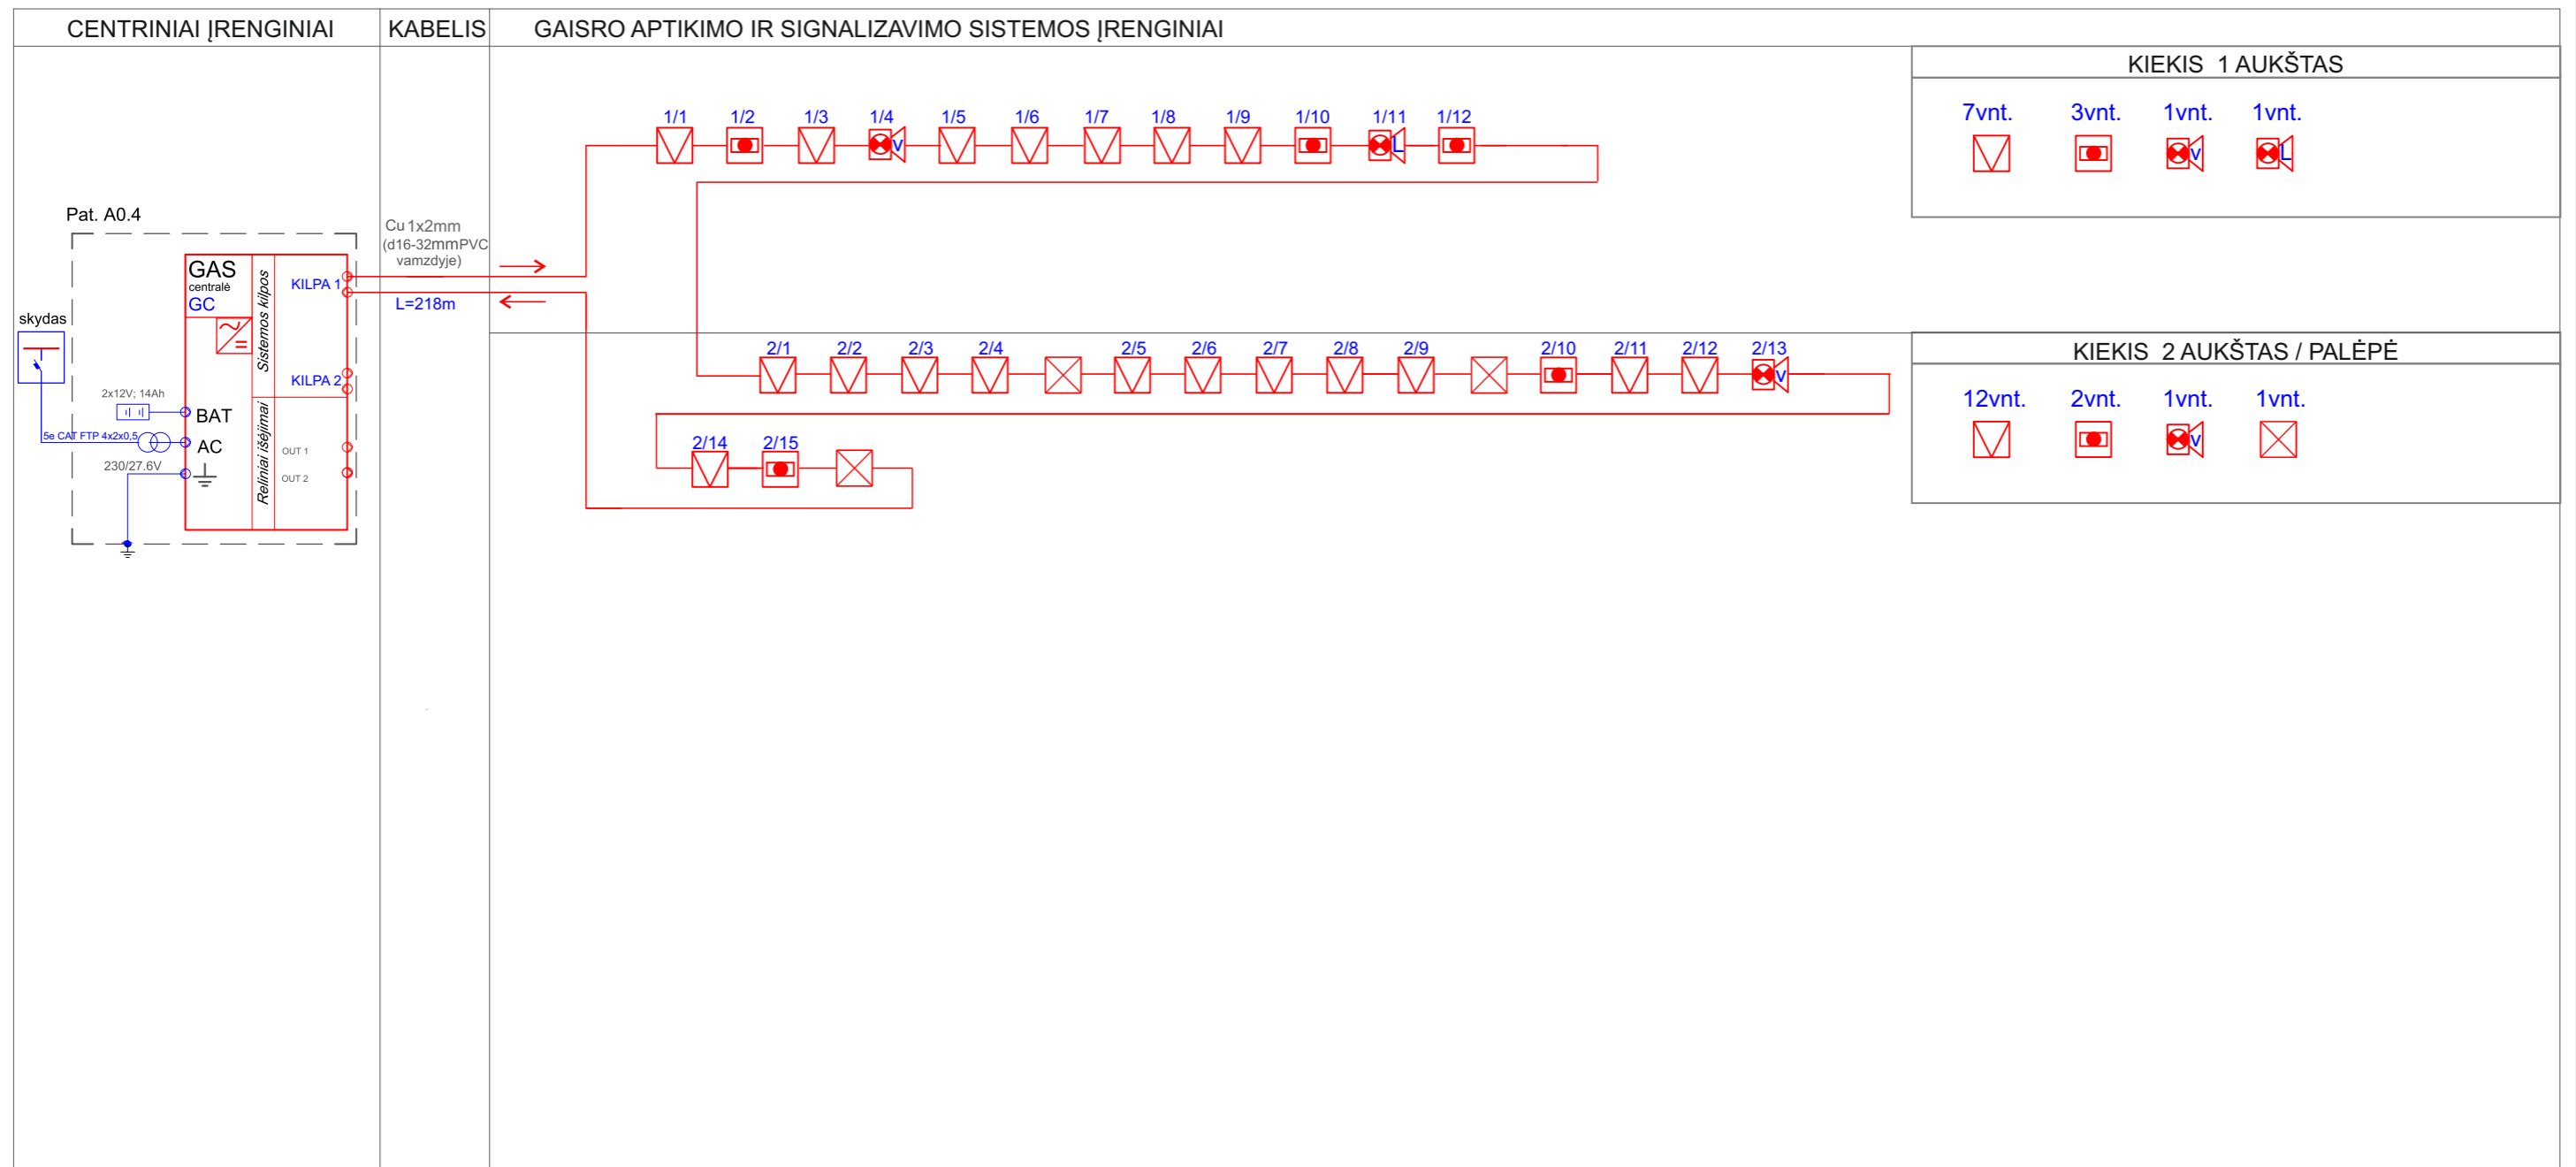 CENTRINIAI ĮRENGINIAI
KABELIS
GAISRO APTIKIMO IR SIGNALIZAVIMO SISTEMOS ĮRENGINIAI
KIEKIS 1 AUKŠTAS
7vnt. 3vnt. 1vnt. 1vnt.
V L
1/1 1/2 1/3 1/4 1/5 1/6 1/7 1/8 1/9 1/10 1/11 1/12
V L
Pat. A0.4
Cu 1x2mm
(d16-32mmPVC
vamzdyje)
L=218m
GAS
centralė
GC
Sistemos kilpos
KILPA 1
KILPA 2
skydas
2x12V; 14Ah
BAT
5e CAT FTP 4x2x0,5
AC
230/27.6V
Reliniai išėjimai
OUT 1
OUT 2
2/1 2/2 2/3 2/4 2/5 2/6 2/7 2/8 2/9 2/10 2/11 2/12 2/13
V
2/14 2/15
KIEKIS 2 AUKŠTAS / PALĖPĖ
12vnt. 2vnt. 1vnt. 1vnt.
V